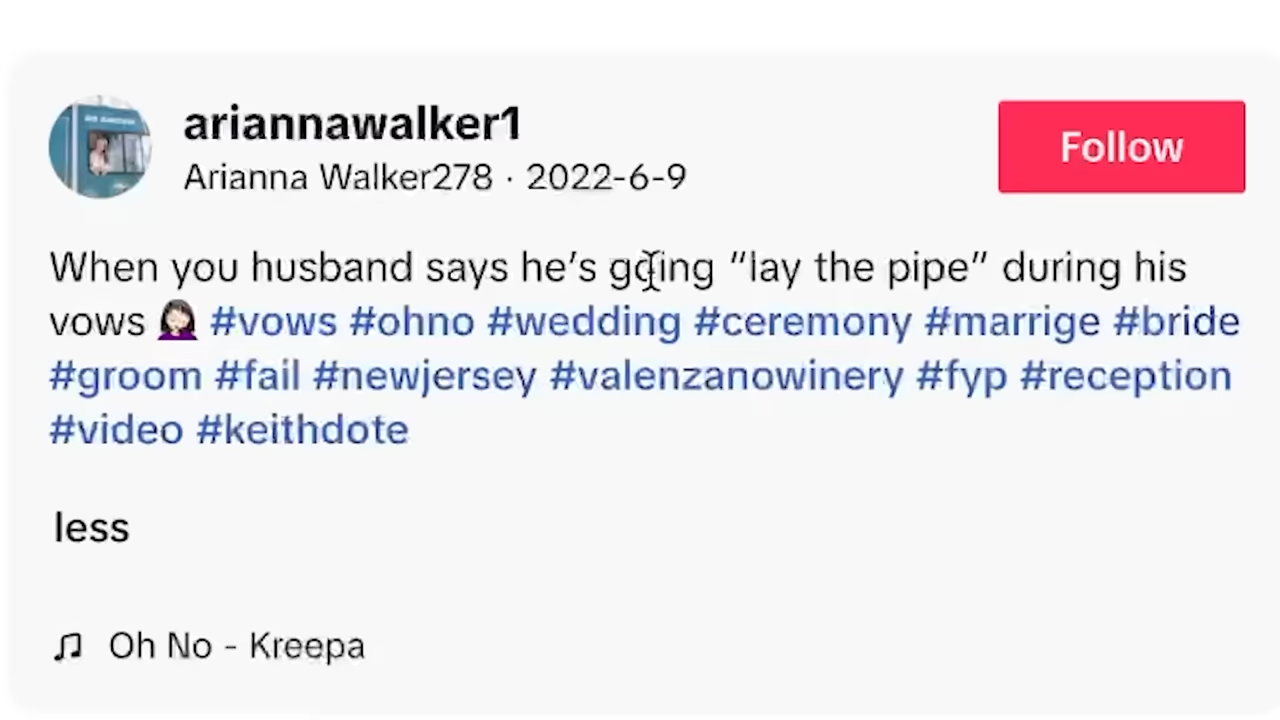 ariannawalker1
Follow
Arianna Walker278 · 2022-6-9
When you husband says he’s going “lay the pipe” during his
vows 🤦🏻‍♀️ #vows #ohno #wedding #ceremony #marrige #bride
#groom #fail #newjersey #valenzanowinery #fyp #reception
#video #keithdote
less
♫ Oh No - Kreepa